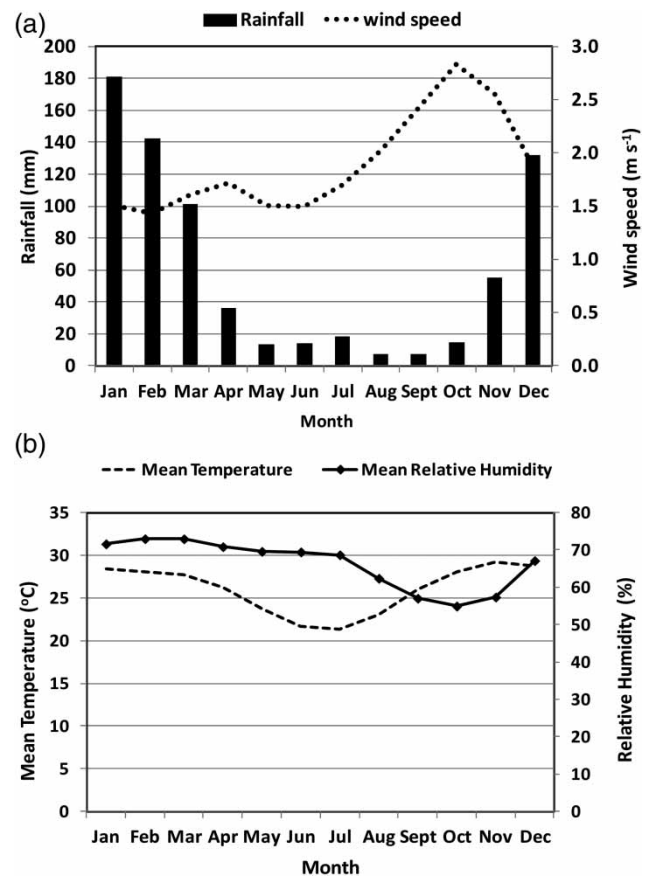 (a)
Rainfall wind speed
200
180
160
140
120
100
80
60
40
20
0
Rainfall (mm)
3.0
2.5
2.0
1.5
1.0
0.5
0.0
Wind speed (m s-1)
Jan Feb Mar Apr May Jun Jul Aug Sept Oct Nov Dec
Month
(b)
Mean Temperature Mean Relative Humidity
35
30
25
20
15
10
5
0
Mean Temperature (°C)
80
70
60
50
40
30
20
10
0
Relative Humidity (%)
Jan Feb Mar Apr May Jun Jul Aug Sept Oct Nov Dec
Month